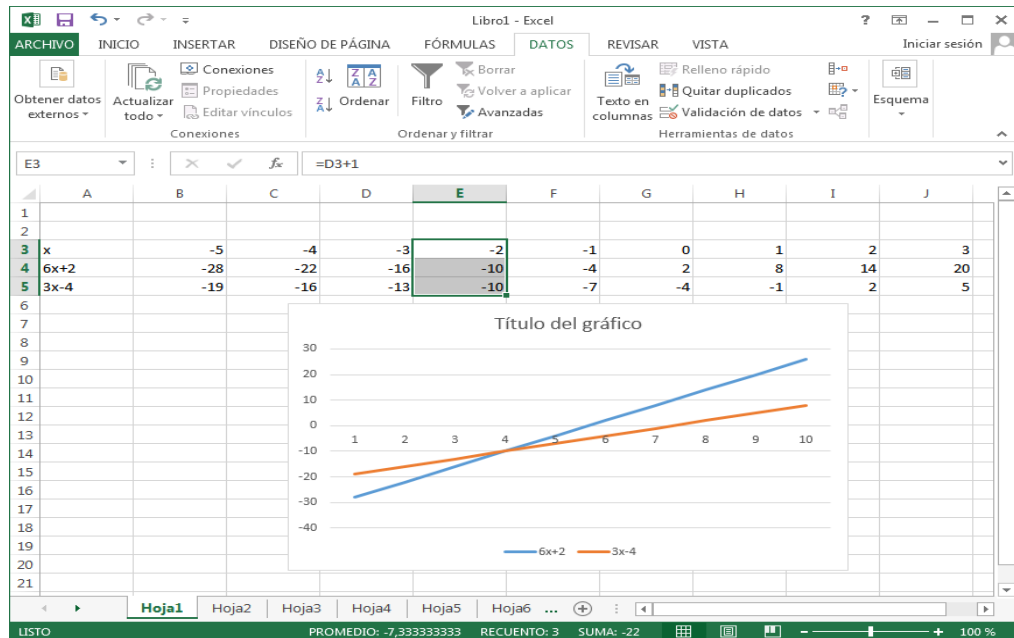 Libro1 - Excel
ARCHIVO INICIO INSERTAR DISEÑO DE PÁGINA FÓRMULAS DATOS REVISAR VISTA Iniciar sesión
Obtener datos externos
Actualizar todo
Conexiones
Propiedades
Editar vínculos
Conexiones
Ordenar
Filtro
Borrar
Volver a aplicar
Avanzadas
Ordenar y filtrar
Texto en columnas
Relleno rápido
Quitar duplicados
Validación de datos
Herramientas de datos
Esquema
E3 fx =D3+1
A B C D E F G H I J
1
2
3 x -5 -4 -3 -2 -1 0 1 2 3
4 6x+2 -28 -22 -16 -10 -4 2 8 14 20
5 3x-4 -19 -16 -13 -10 -7 -4 -1 2 5
6
7
8
9
10
11
12
13
14
15
16
17
18
19
20
21
Título del gráfico
30
20
10
0
-10
-20
-30
-40
1 2 3 4 5 6 7 8 9 10
6x+2 3x-4
Hoja1 Hoja2 Hoja3 Hoja4 Hoja5 Hoja6 ...
LISTO PROMEDIO: -7,333333333 RECUENTO: 3 SUMA: -22 100 %